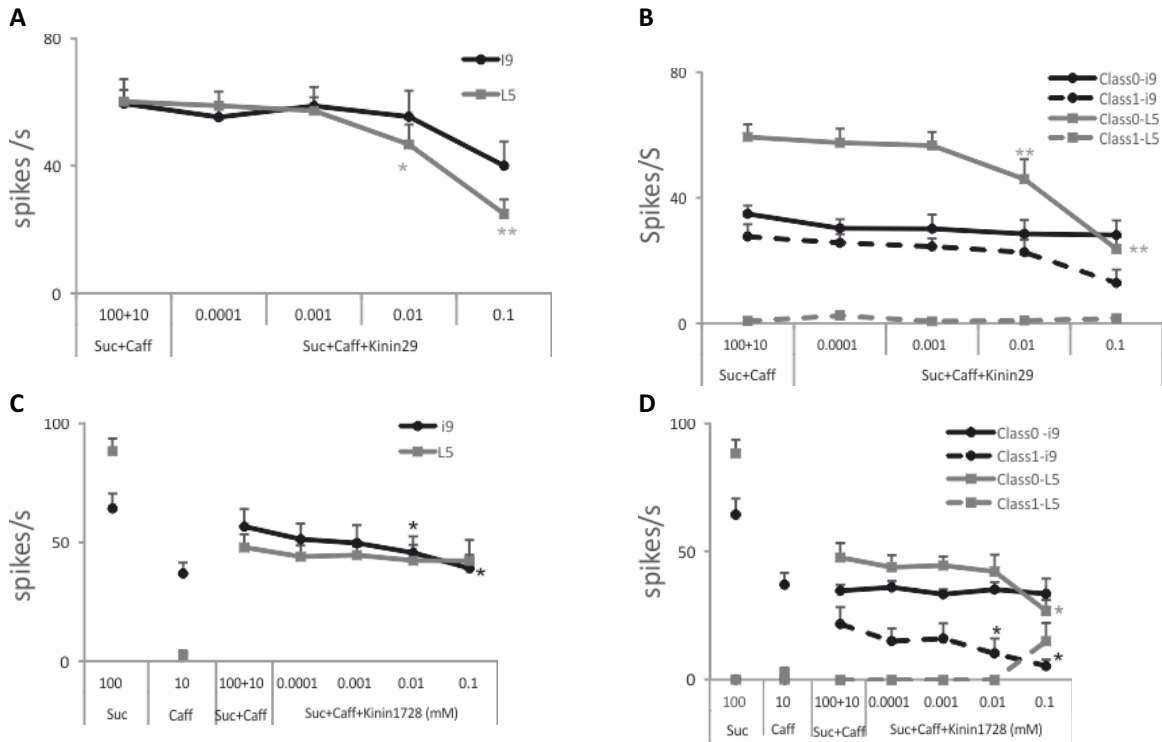 A
80
40
0
spikes /s
I9
L5
*
**
100+10 0.0001 0.001 0.01 0.1
Suc+Caff Suc+Caff+Kinin29
B
80
40
0
Spikes/S
Class0-i9
Class1-i9
Class0-L5
Class1-L5
**
**
100+10 0.0001 0.001 0.01 0.1
Suc+Caff Suc+Caff+Kinin29
C
100
50
0
spikes/s
i9
L5
*
*
100 10 100+10 0.0001 0.001 0.01 0.1
Suc Caff Suc+Caff Suc+Caff+Kinin1728 (mM)
D
100
50
0
spikes/s
Class0 -i9
Class1-i9
Class0-L5
Class1-L5
*
*
*
100 10 100+10 0.0001 0.001 0.01 0.1
Suc Caff Suc+Caff Suc+Caff+Kinin1728 (mM)